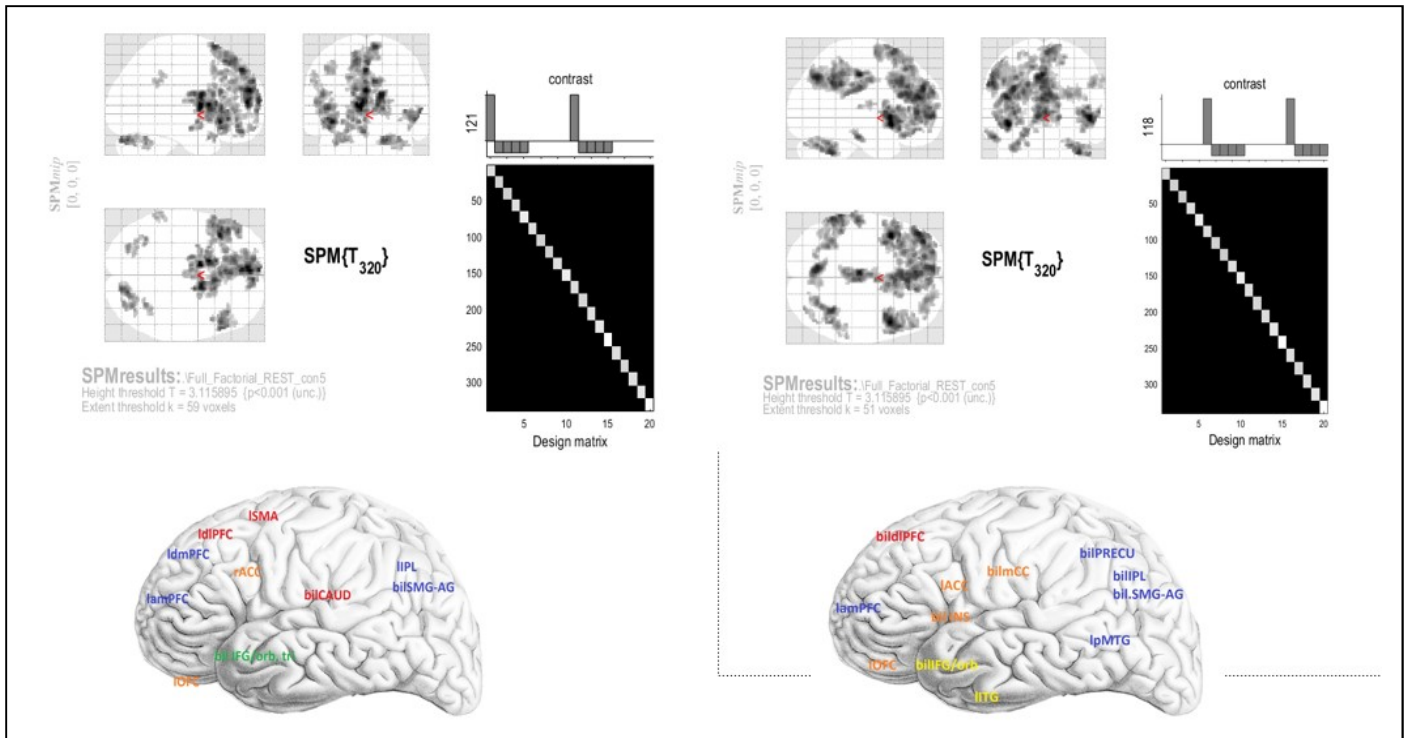 contrast
121
SPMmip
[0, 0, 0]
50
100
150
200
250
300
SPM{T320}
SPMresults: .\Full_Factorial_REST_con5
Height threshold T = 3.115895 {p<0.001 (unc.)}
Extent threshold k = 59 voxels
5
10
15
20
Design matrix
contrast
118
SPMmip
[0, 0, 0]
50
100
150
200
250
300
SPM{T320}
SPMresults: .\Full_Factorial_REST_con5
Height threshold T = 3.115895 {p<0.001 (unc.)}
Extent threshold k = 51 voxels
5
10
15
20
Design matrix
lSMA
ldlPFC
ldmPFC
rACC
lIPL
bilSMG-AG
lamPFC
bilCAUD
bil IFG/orb, tri
lOFC
bildlPFC
bilPRECU
bilmCC
bilIPL
lACC
bil.SMG-AG
lamPFC
lpMTG
lOFC
bilIFG/orb
lITG